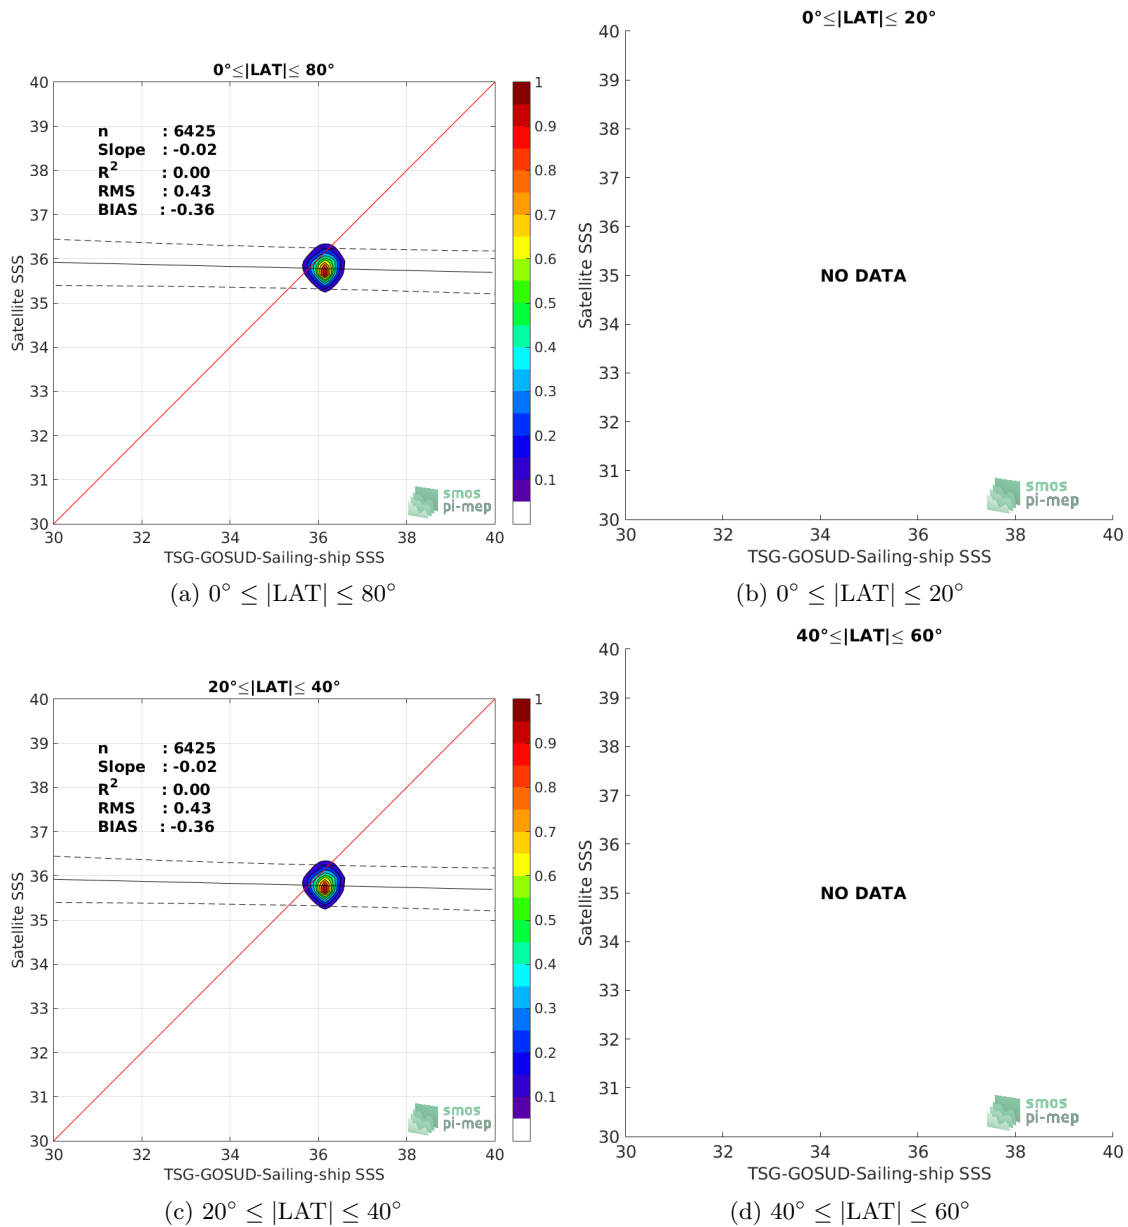 0°≤|LAT|≤ 80°
40
39
38
37
36
35
34
33
32
31
30
n : 6425
Slope : -0.02
R2 : 0.00
RMS : 0.43
BIAS : -0.36
Satellite SSS
30 32 34 36 38 40
TSG-GOSUD-Sailing-ship SSS
1
0.9
0.8
0.7
0.6
0.5
0.4
0.3
0.2
0.1
smos
pi-mep
(a) 0° ≤ |LAT| ≤ 80°
0°≤|LAT|≤ 20°
40
39
38
37
36
35
34
33
32
31
30
Satellite SSS
NO DATA
smos
pi-mep
30 32 34 36 38 40
TSG-GOSUD-Sailing-ship SSS
(b) 0° ≤ |LAT| ≤ 20°
20°≤|LAT|≤ 40°
40
39
38
37
36
35
34
33
32
31
30
n : 6425
Slope : -0.02
R2 : 0.00
RMS : 0.43
BIAS : -0.36
Satellite SSS
30 32 34 36 38 40
TSG-GOSUD-Sailing-ship SSS
1
0.9
0.8
0.7
0.6
0.5
0.4
0.3
0.2
0.1
smos
pi-mep
(c) 20° ≤ |LAT| ≤ 40°
40°≤|LAT|≤ 60°
40
39
38
37
36
35
34
33
32
31
30
Satellite SSS
NO DATA
smos
pi-mep
30 32 34 36 38 40
TSG-GOSUD-Sailing-ship SSS
(d) 40° ≤ |LAT| ≤ 60°